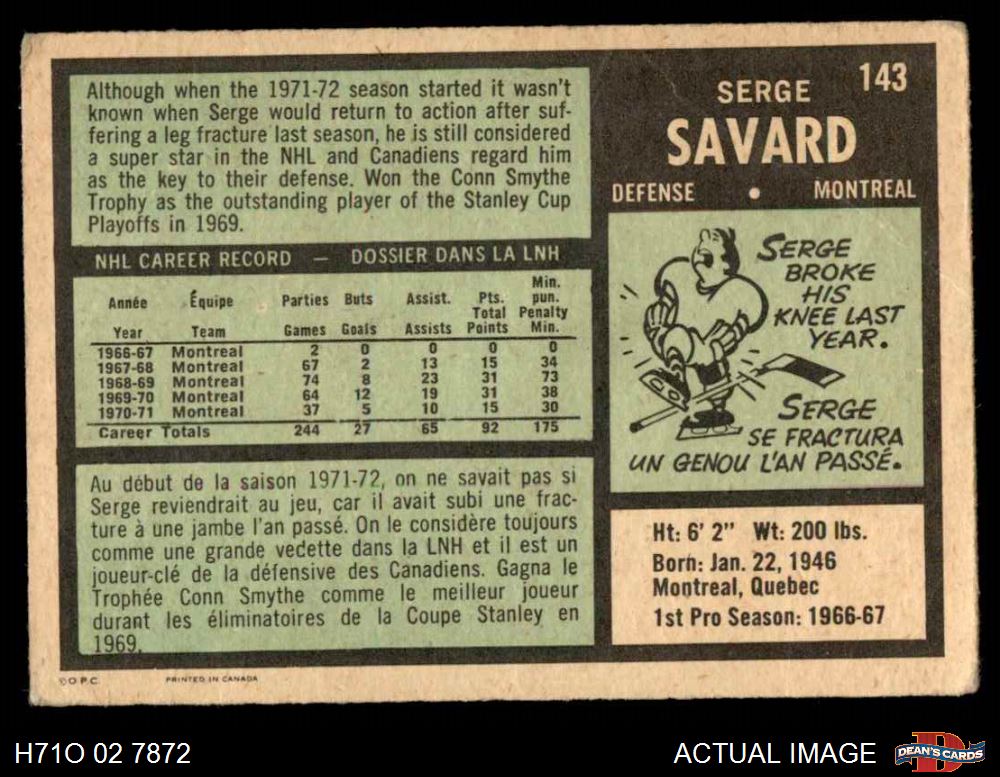 Although when the 1971-72 season started it wasn't
known when Serge would return to action after suf-
fering a leg fracture last season, he is still considered
a super star in the NHL and Canadiens regard him
as the key to their defense. Won the Conn Smythe
Trophy as the outstanding player of the Stanley Cup
Playoffs in 1969.
NHL CAREER RECORD — DOSSIER DANS LA LNH
Année Équipe Parties Buts Assist. Pts. Total Min. pun.
Year Team Games Goals Assists Points Penalty Min.
1966-67 Montreal 2 0 0 0 0
1967-68 Montreal 67 2 13 15 34
1968-69 Montreal 74 8 23 31 73
1969-70 Montreal 64 12 19 31 38
1970-71 Montreal 37 5 10 15 30
Career Totals 244 27 65 92 175
Au début de la saison 1971-72, on ne savait pas si
Serge reviendrait au jeu, car il avait subi une frac-
ture à une jambe l'an passé. On le considère toujours
comme une grande vedette dans la LNH et il est un
joueur-clé de la défensive des Canadiens. Gagna le
Trophée Conn Smythe comme le meilleur joueur
durant les éliminatoires de la Coupe Stanley en
1969.
143
SERGE
SAVARD
DEFENSE • MONTREAL
SERGE
BROKE
HIS
KNEE LAST
YEAR.
SERGE
SE FRACTURA
UN GENOU L'AN PASSÉ.
Ht: 6' 2" Wt: 200 lbs.
Born: Jan. 22, 1946
Montreal, Quebec
1st Pro Season: 1966-67
© O.P.C. PRINTED IN CANADA
H71O 02 7872
ACTUAL IMAGE
D
DEAN'S CARDS